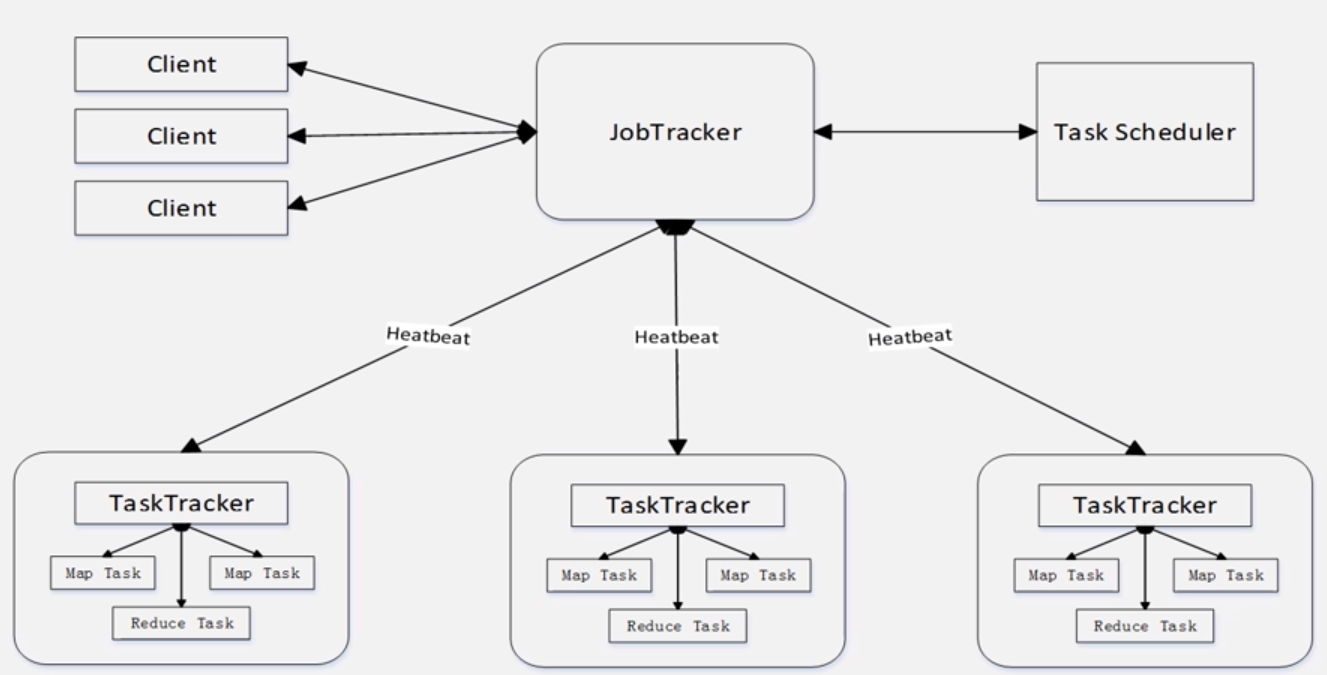 Client
Client
Client
JobTracker
Task Scheduler
Heatbeat
Heatbeat
Heatbeat
TaskTracker
Map Task
Map Task
Reduce Task
TaskTracker
Map Task
Map Task
Reduce Task
TaskTracker
Map Task
Map Task
Reduce Task